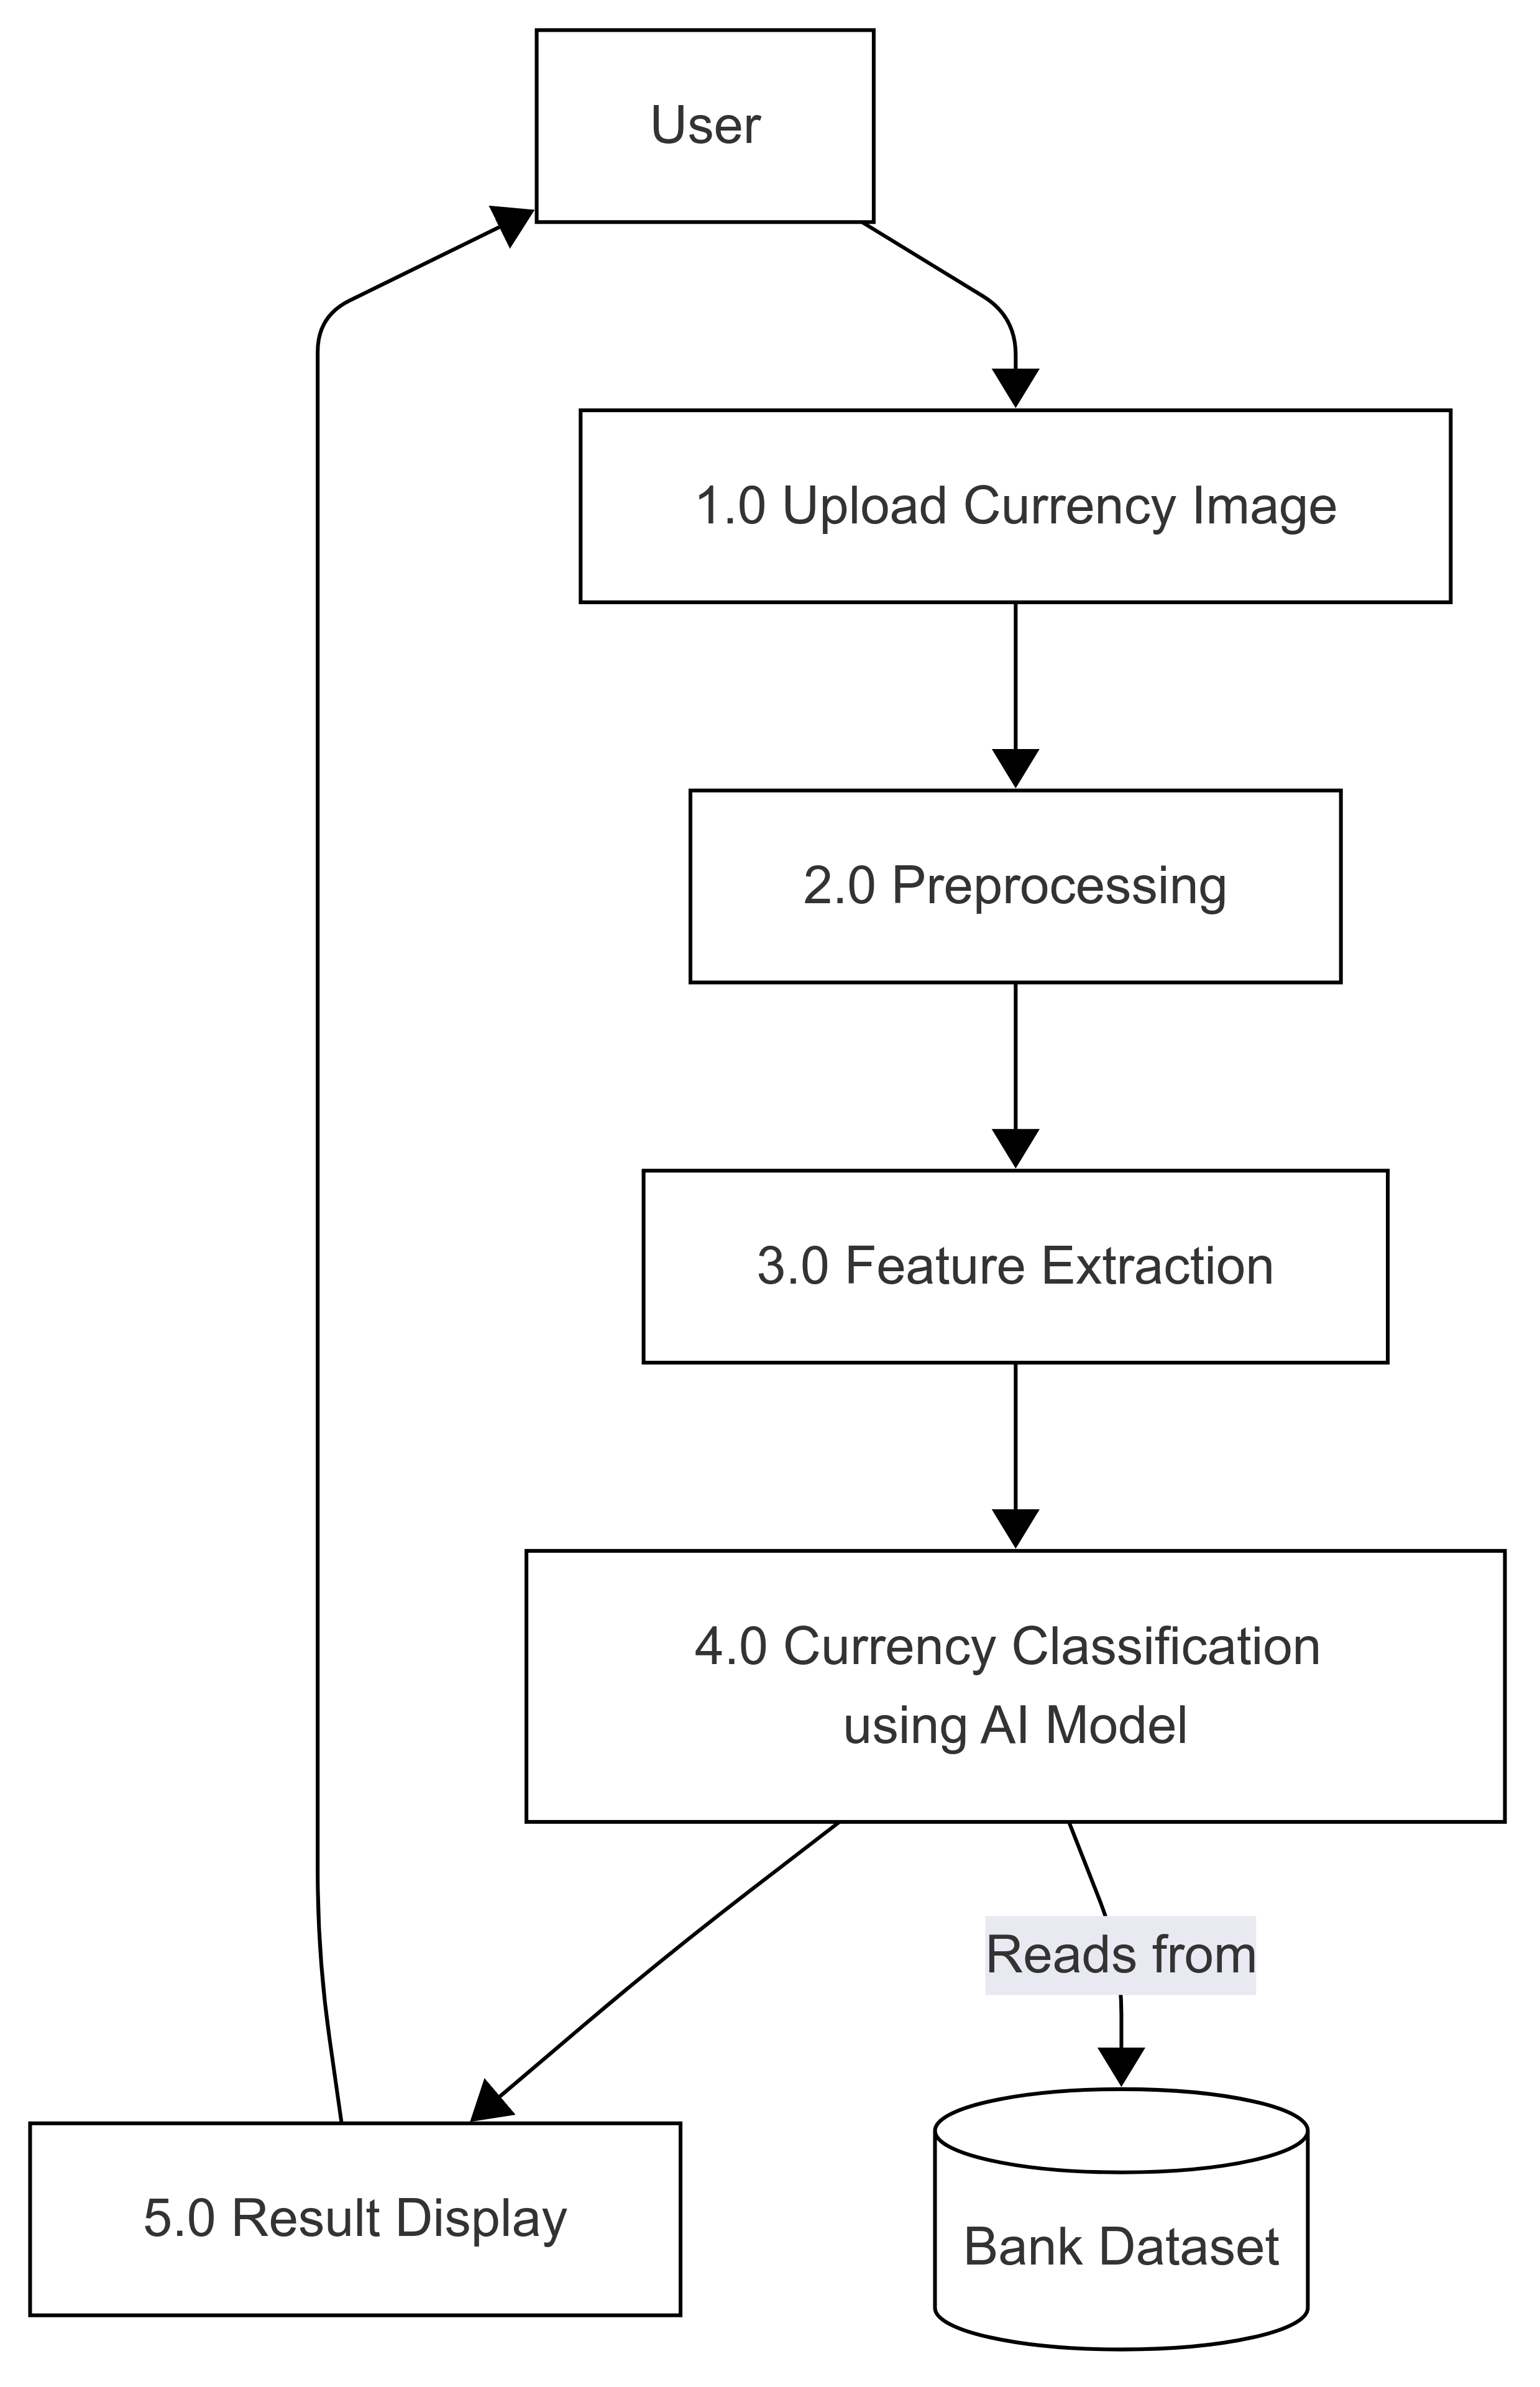 User
1.0 Upload Currency Image
2.0 Preprocessing
3.0 Feature Extraction
4.0 Currency Classification
using AI Model
Reads from
5.0 Result Display
Bank Dataset